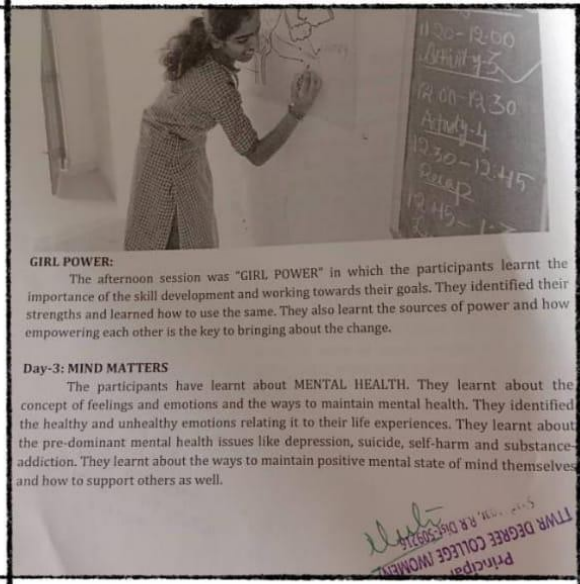 11:20-12:00
Activity-3
12:00-12:30
Activity-4
12:30-12:45
Recap
12:45-
GIRL POWER:
The afternoon session was "GIRL POWER" in which the participants learnt the
importance of the skill development and working towards their goals. They identified their
strengths and learned how to use the same. They also learnt the sources of power and how
empowering each other is the key to bringing about the change.
Day-3: MIND MATTERS
The participants have learnt about MENTAL HEALTH. They learnt about the
concept of feelings and emotions and the ways to maintain mental health. They identified
the healthy and unhealthy emotions relating it to their life experiences. They learnt about
the pre-dominant mental health issues like depression, suicide, self-harm and substance-
addiction. They learnt about the ways to maintain positive mental state of mind themselves
and how to support others as well.
Principal
TTWR DEGREE COLLEGE (WOMEN)
R.R Dist-509216